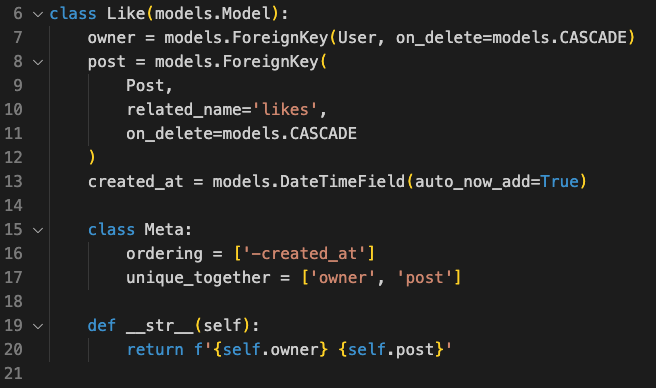 6 class Like(models.Model):
7     owner = models.ForeignKey(User, on_delete=models.CASCADE)
8     post = models.ForeignKey(
9         Post,
10         related_name='likes',
11         on_delete=models.CASCADE
12     )
13     created_at = models.DateTimeField(auto_now_add=True)
14
15     class Meta:
16         ordering = ['-created_at']
17         unique_together = ['owner', 'post']
18
19     def __str__(self):
20         return f'{self.owner} {self.post}'
21